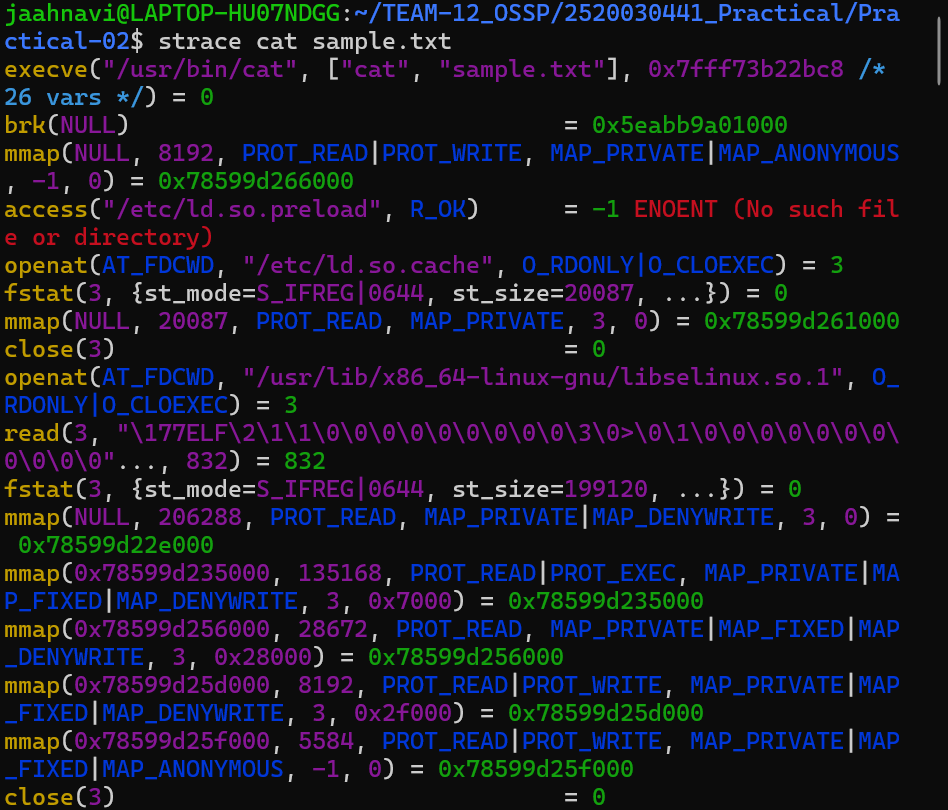 jaahnavi@LAPTOP-HU07NDGG:~/TEAM-12_OSSP/2520030441_Practical/Pra
ctical-02$ strace cat sample.txt
execve("/usr/bin/cat", ["cat", "sample.txt"], 0x7fff73b22bc8 /*
26 vars */) = 0
brk(NULL)                               = 0x5eabb9a01000
mmap(NULL, 8192, PROT_READ|PROT_WRITE, MAP_PRIVATE|MAP_ANONYMOUS
, -1, 0) = 0x78599d266000
access("/etc/ld.so.preload", R_OK)      = -1 ENOENT (No such fil
e or directory)
openat(AT_FDCWD, "/etc/ld.so.cache", O_RDONLY|O_CLOEXEC) = 3
fstat(3, {st_mode=S_IFREG|0644, st_size=20087, ...}) = 0
mmap(NULL, 20087, PROT_READ, MAP_PRIVATE, 3, 0) = 0x78599d261000
close(3)                                = 0
openat(AT_FDCWD, "/usr/lib/x86_64-linux-gnu/libselinux.so.1", O_
RDONLY|O_CLOEXEC) = 3
read(3, "\177ELF\2\1\1\0\0\0\0\0\0\0\0\0\3\0>\0\1\0\0\0\0\0\0\0\
0\0\0\0"..., 832) = 832
fstat(3, {st_mode=S_IFREG|0644, st_size=199120, ...}) = 0
mmap(NULL, 206288, PROT_READ, MAP_PRIVATE|MAP_DENYWRITE, 3, 0) =
 0x78599d22e000
mmap(0x78599d235000, 135168, PROT_READ|PROT_EXEC, MAP_PRIVATE|MA
P_FIXED|MAP_DENYWRITE, 3, 0x7000) = 0x78599d235000
mmap(0x78599d256000, 28672, PROT_READ, MAP_PRIVATE|MAP_FIXED|MAP
_DENYWRITE, 3, 0x28000) = 0x78599d256000
mmap(0x78599d25d000, 8192, PROT_READ|PROT_WRITE, MAP_PRIVATE|MAP
_FIXED|MAP_DENYWRITE, 3, 0x2f000) = 0x78599d25d000
mmap(0x78599d25f000, 5584, PROT_READ|PROT_WRITE, MAP_PRIVATE|MAP
_FIXED|MAP_ANONYMOUS, -1, 0) = 0x78599d25f000
close(3)                                = 0